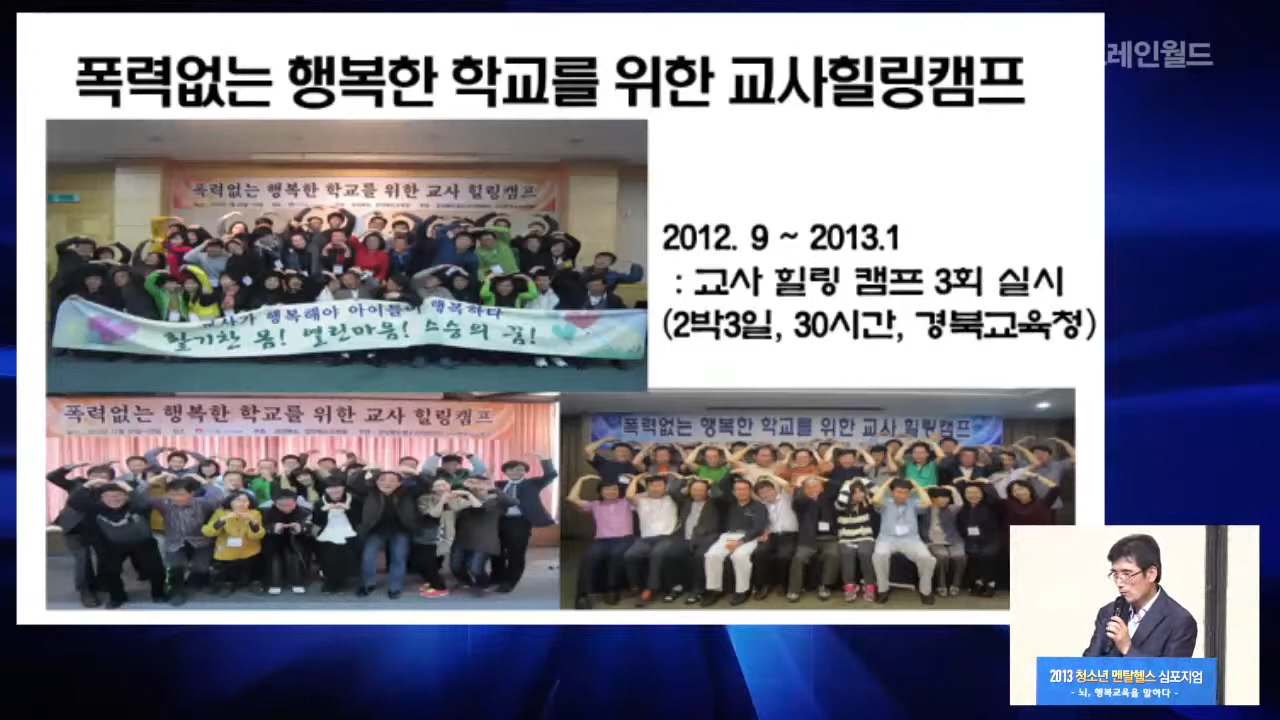 폭력없는 행복한 학교를 위한 교사힐링캠프
레인월드
폭력없는 행복한 학교를 위한 교사 힐링캠프
교사가 행복해야 아이들이 행복하다
활기찬 몸! 열린마음! 스승의 꿈!
2012. 9 ~ 2013.1
: 교사 힐링 캠프 3회 실시
(2박3일, 30시간, 경북교육청)
폭력없는 행복한 학교를 위한 교사 힐링캠프
폭력없는 행복한 학교를 위한 교사 힐링캠프
2013 청소년 멘탈헬스 심포지엄
- 뇌, 행복교육을 말하다 -